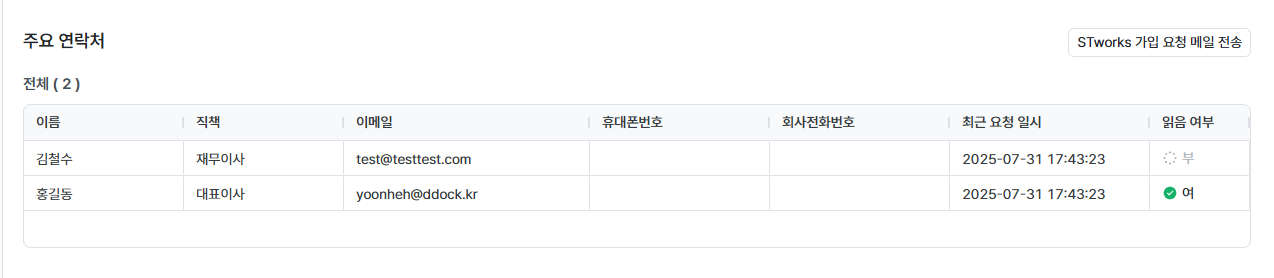 주요 연락처
STworks 가입 요청 메일 전송
전체 ( 2 )
이름 직책 이메일 휴대폰번호 회사전화번호 최근 요청 일시 읽음 여부
김철수 재무이사 test@testtest.com 2025-07-31 17:43:23 부
홍길동 대표이사 yoonheh@ddock.kr 2025-07-31 17:43:23 여